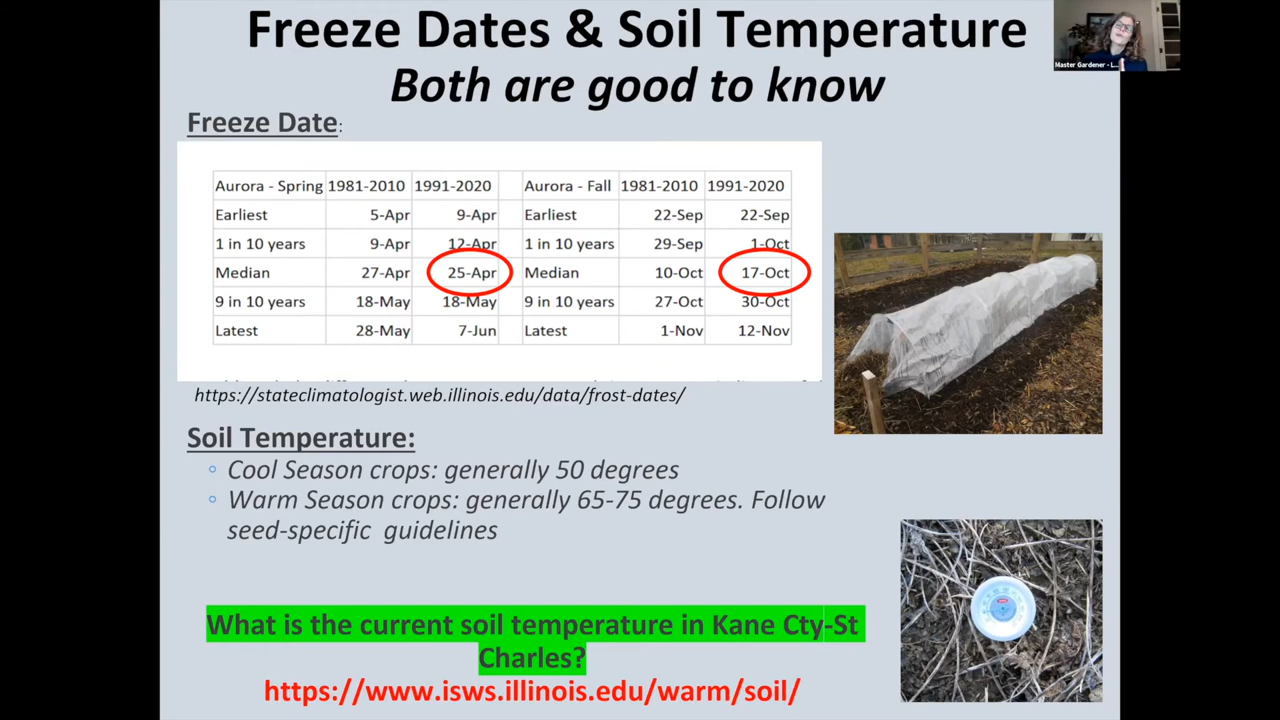 Freeze Dates & Soil Temperature
Both are good to know
Master Gardener - L...
Freeze Date:
Aurora - Spring 1981-2010 1991-2020 Aurora - Fall 1981-2010 1991-2020
Earliest 5-Apr 9-Apr Earliest 22-Sep 22-Sep
1 in 10 years 9-Apr 12-Apr 1 in 10 years 29-Sep 1-Oct
Median 27-Apr 25-Apr Median 10-Oct 17-Oct
9 in 10 years 18-May 18-May 9 in 10 years 27-Oct 30-Oct
Latest 28-May 7-Jun Latest 1-Nov 12-Nov
https://stateclimatologist.web.illinois.edu/data/frost-dates/
Soil Temperature:
Cool Season crops: generally 50 degrees
Warm Season crops: generally 65-75 degrees. Follow
seed-specific guidelines
What is the current soil temperature in Kane Cty-St
Charles?
https://www.isws.illinois.edu/warm/soil/